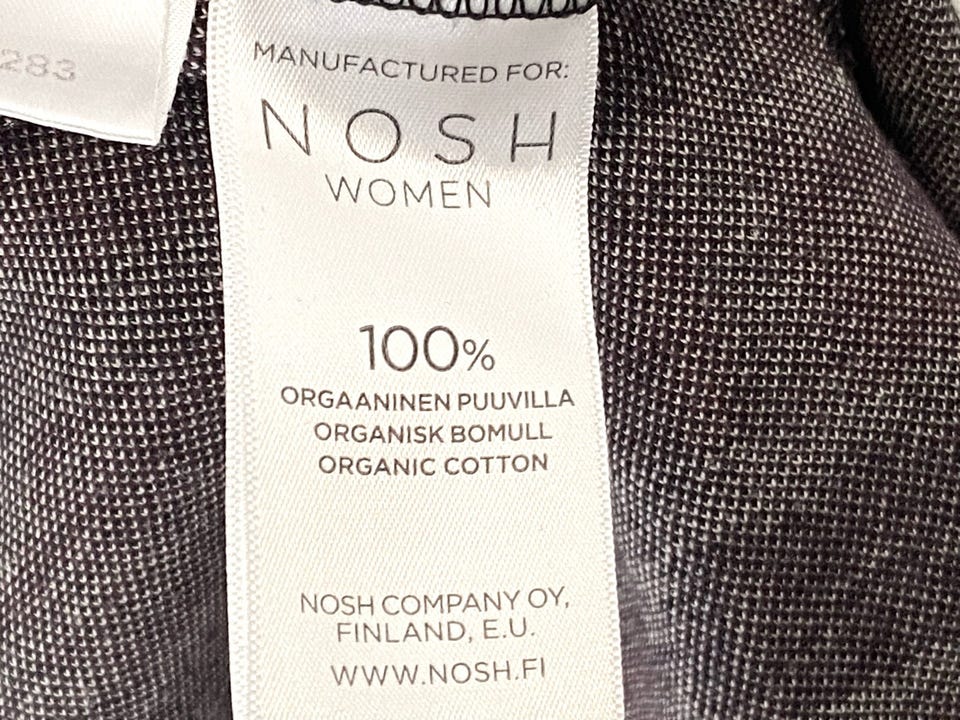 283
MANUFACTURED FOR:
NOSH
WOMEN
100%
ORGAANINEN PUUVILLA
ORGANISK BOMULL
ORGANIC COTTON
NOSH COMPANY OY,
FINLAND, E.U.
WWW.NOSH.FI